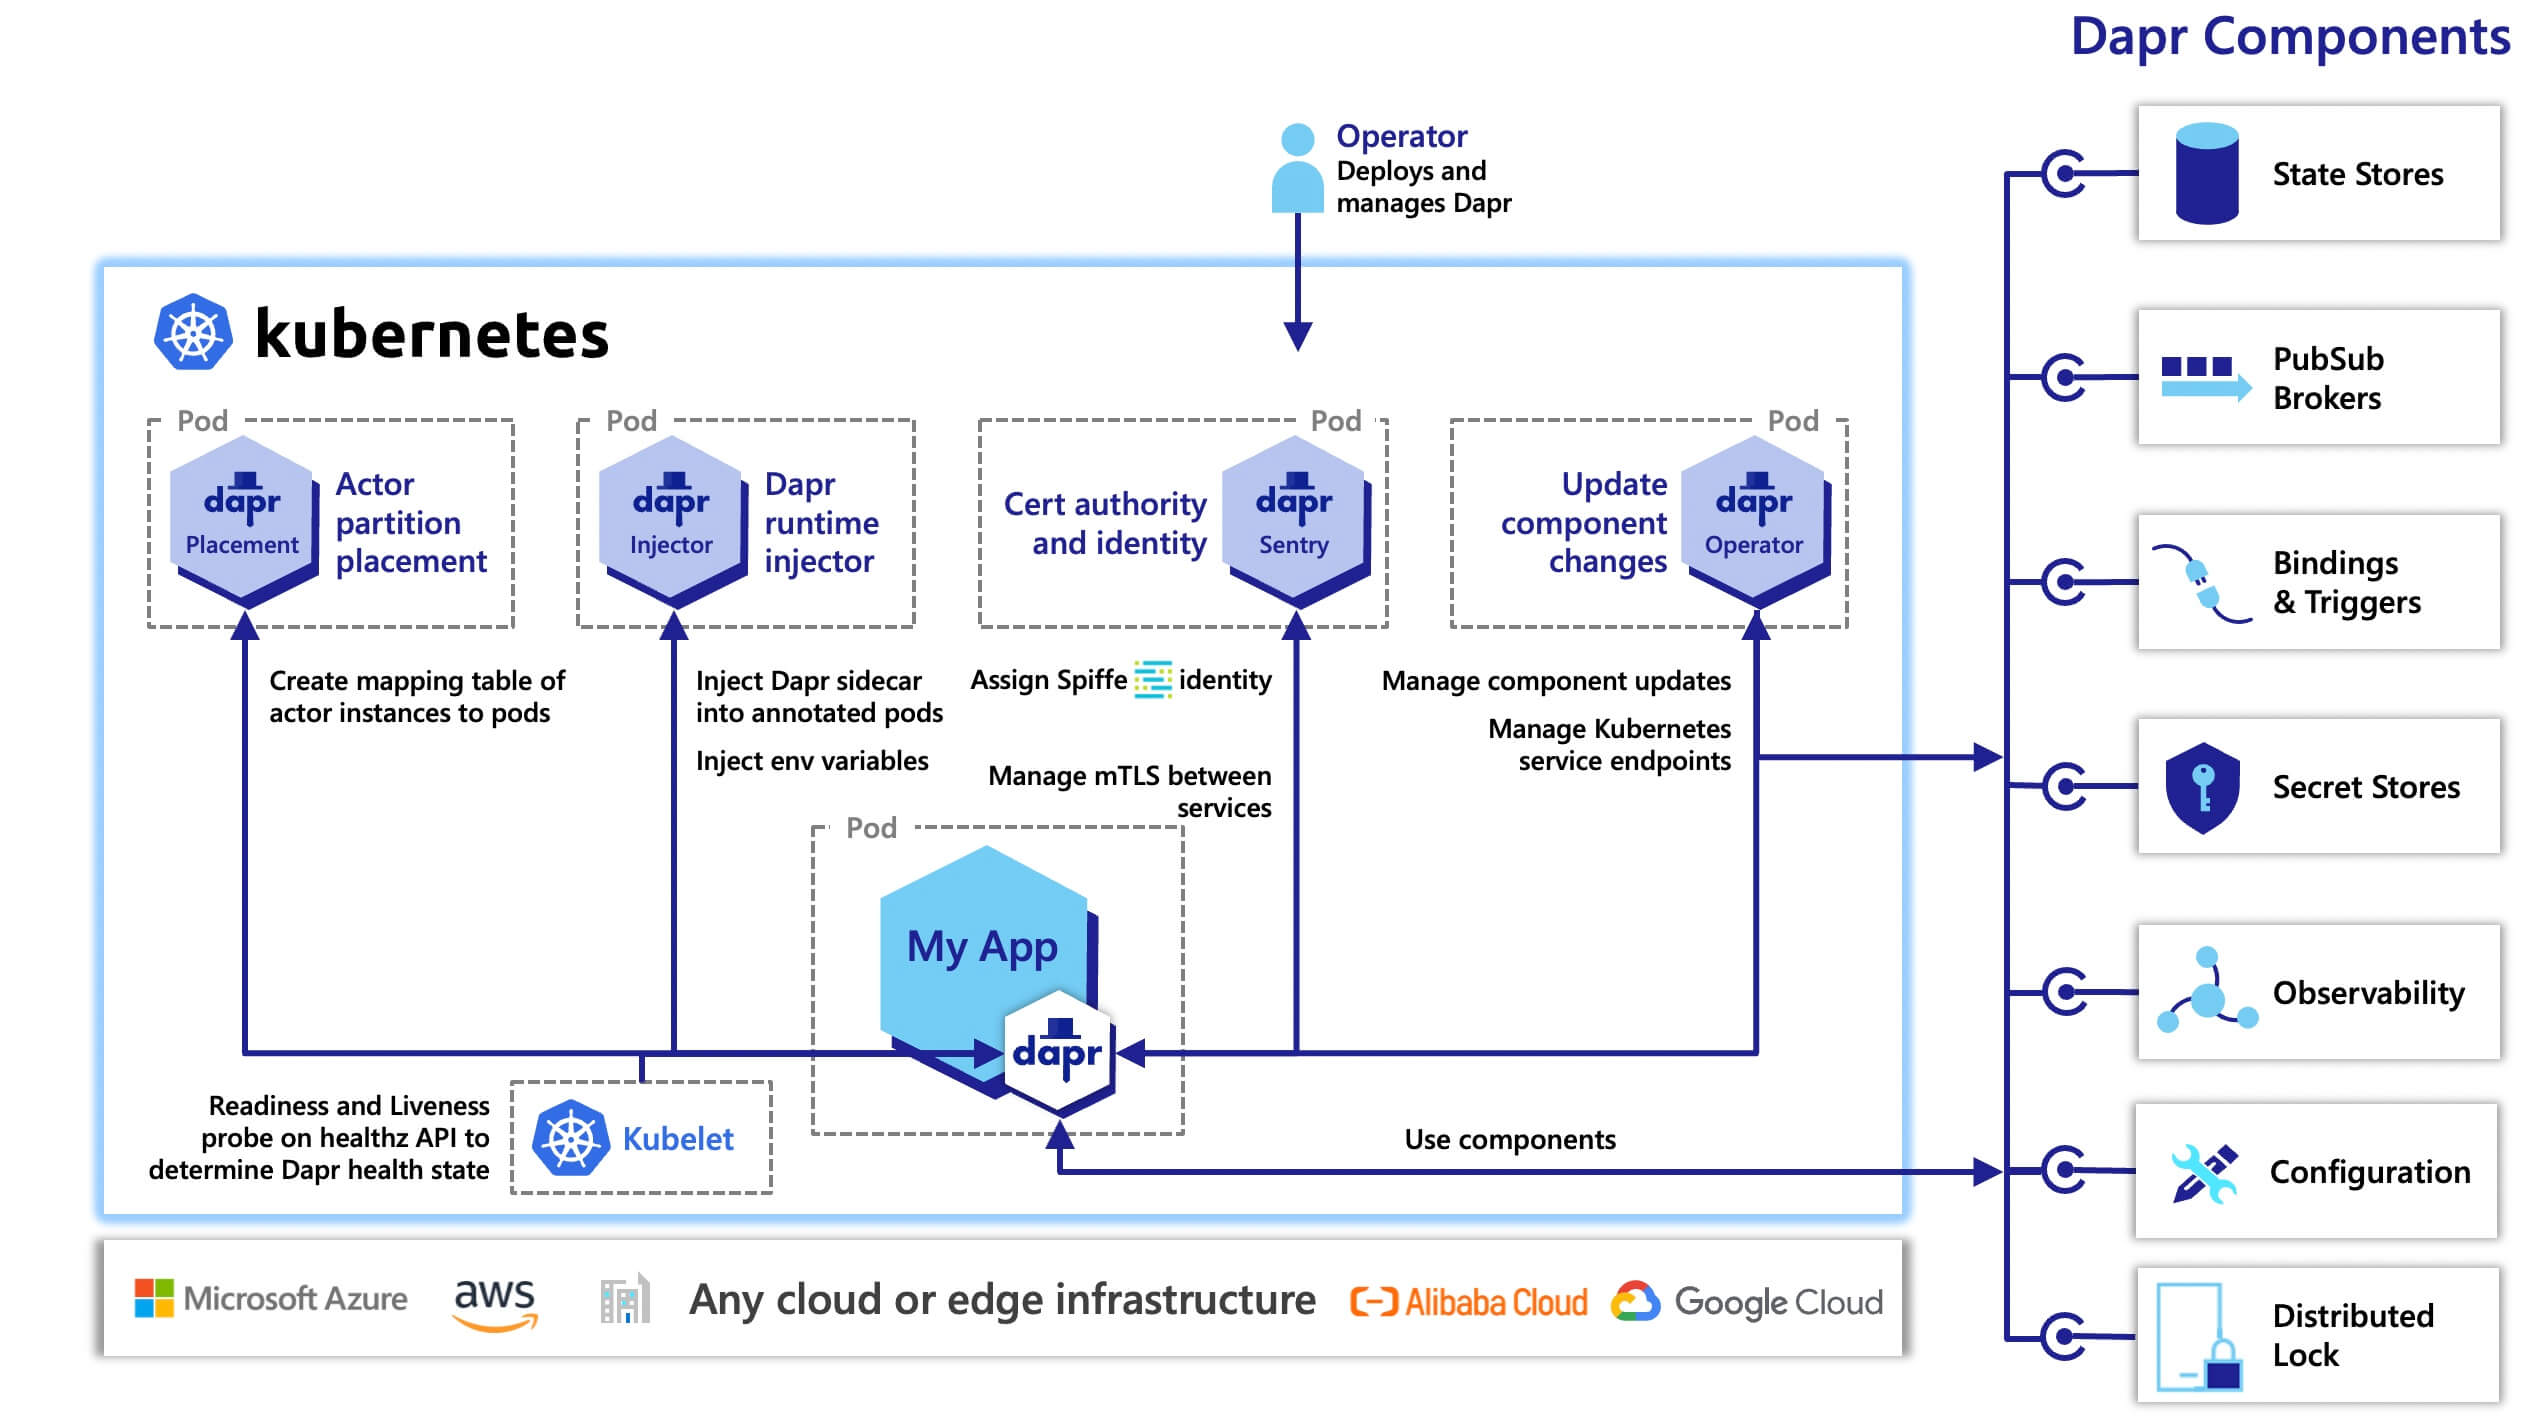 Dapr Components
Operator
Deploys and
manages Dapr
kubernetes
Pod
dapr
Placement
Actor
partition
placement
Pod
dapr
Injector
Dapr
runtime
injector
Pod
Cert authority
and identity
dapr
Sentry
Pod
Update
component
changes
dapr
Operator
Create mapping table of
actor instances to pods
Inject Dapr sidecar
into annotated pods
Inject env variables
Assign Spiffe identity
Manage mTLS between
services
Manage component updates
Manage Kubernetes
service endpoints
Pod
My App
dapr
Readiness and Liveness
probe on healthz API to
determine Dapr health state
Kubelet
Use components
Microsoft Azure
aws
Any cloud or edge infrastructure
Alibaba Cloud
Google Cloud
State Stores
PubSub
Brokers
Bindings
& Triggers
Secret Stores
Observability
Configuration
Distributed
Lock